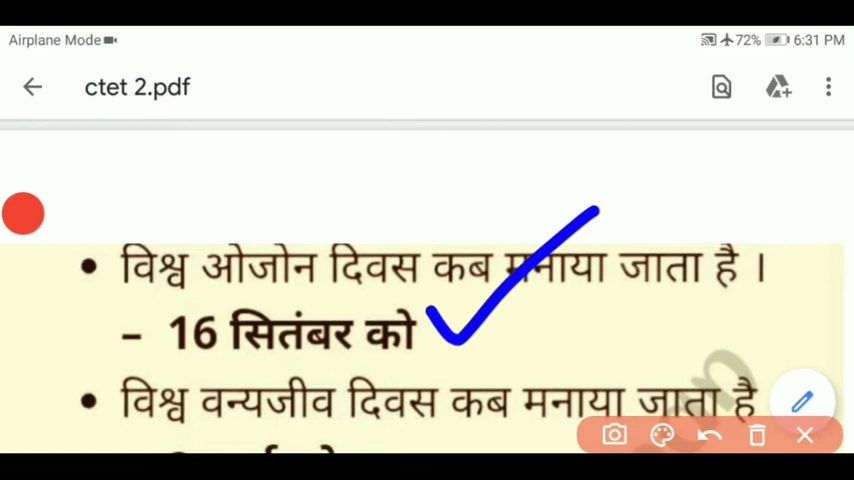 Airplane Mode 72% 6:31 PM
ctet 2.pdf
• विश्व ओजोन दिवस कब मनाया जाता है ।
– 16 सितंबर को
• विश्व वन्यजीव दिवस कब मनाया जाता है